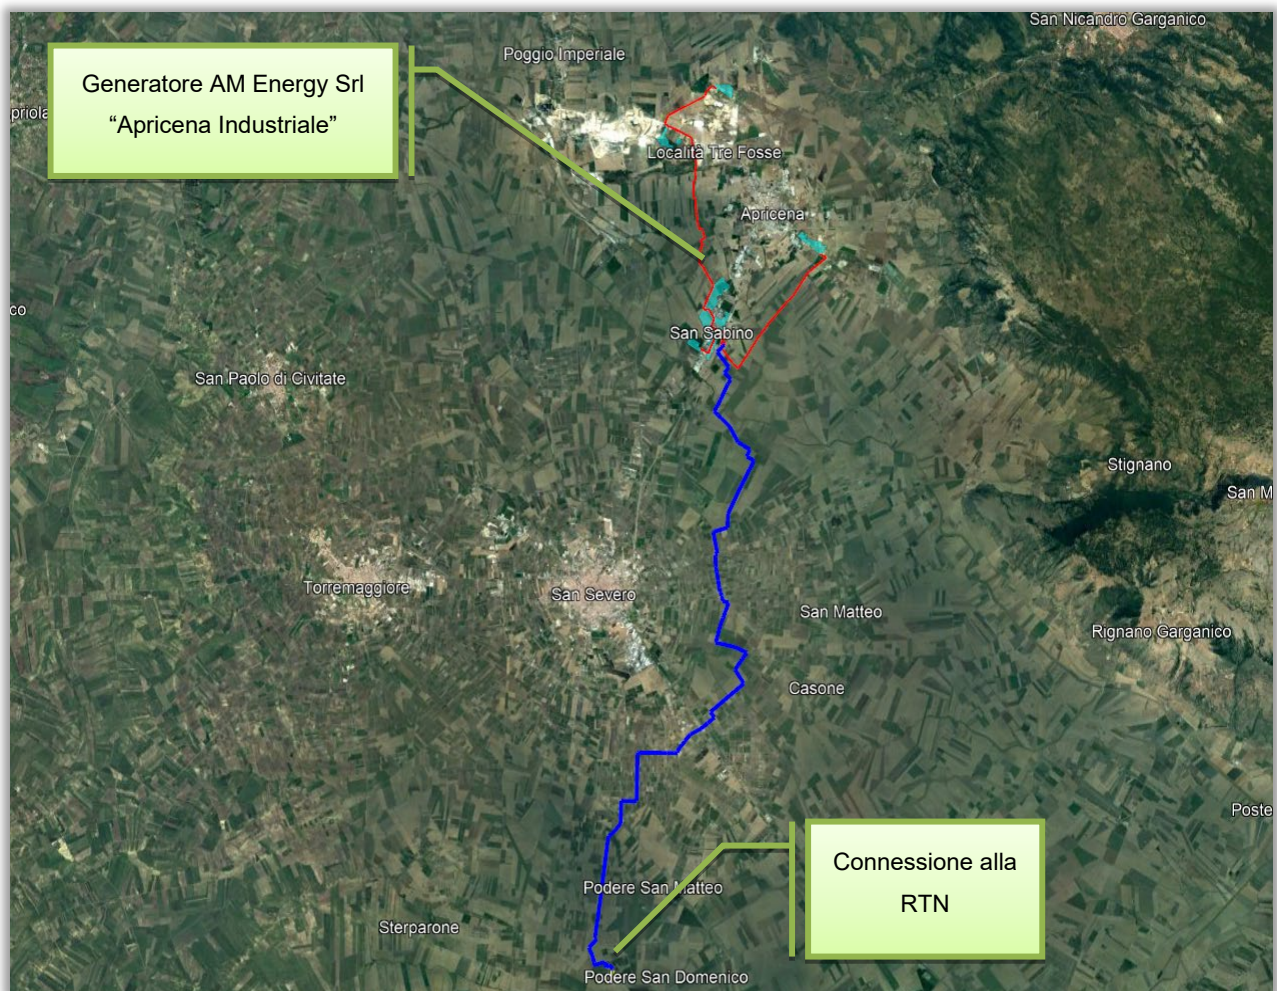 San Nicandro Garganico
Poggio Imperiale
Generatore AM Energy Srl
“Apricena Industriale”
priola
Località Tre Fosse
Apricena
co
San Sabino
San Paolo di Civitate
Stignano
San M
Torremaggiore
San Severo
San Matteo
Rignano Garganico
Casone
Poste
Connessione alla
RTN
Podere San Matteo
Sterparone
Podere San Domenico